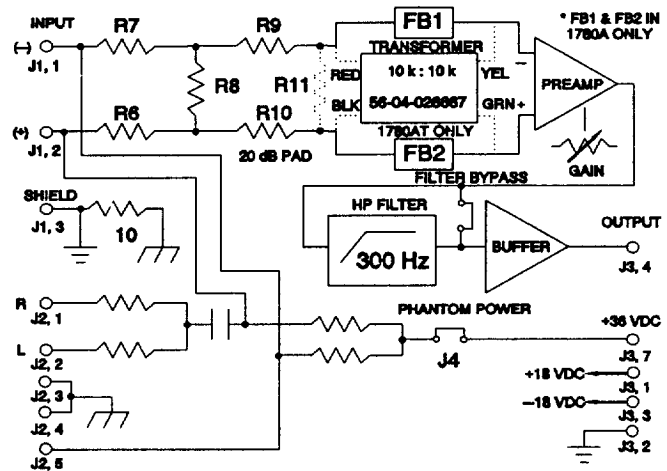 INPUT
(−)
J1, 1
R7
R9
FB1
* FB1 & FB2 IN
1780A ONLY
TRANSFORMER
R8
R11
RED
10 k : 10 k
YEL
−
PREAMP
BLK
56-04-026667
GRN +
(+)
J1, 2
R6
R10
1780AT ONLY
20 dB PAD
FB2
GAIN
FILTER BYPASS
SHIELD
J1, 3
10
HP FILTER
300 Hz
BUFFER
OUTPUT
J3, 4
R
J2, 1
PHANTOM POWER
+36 VDC
L
J2, 2
J4
J3, 7
J2, 3
+18 VDC
J3, 1
J2, 4
−18 VDC
J3, 3
J3, 2
J2, 5